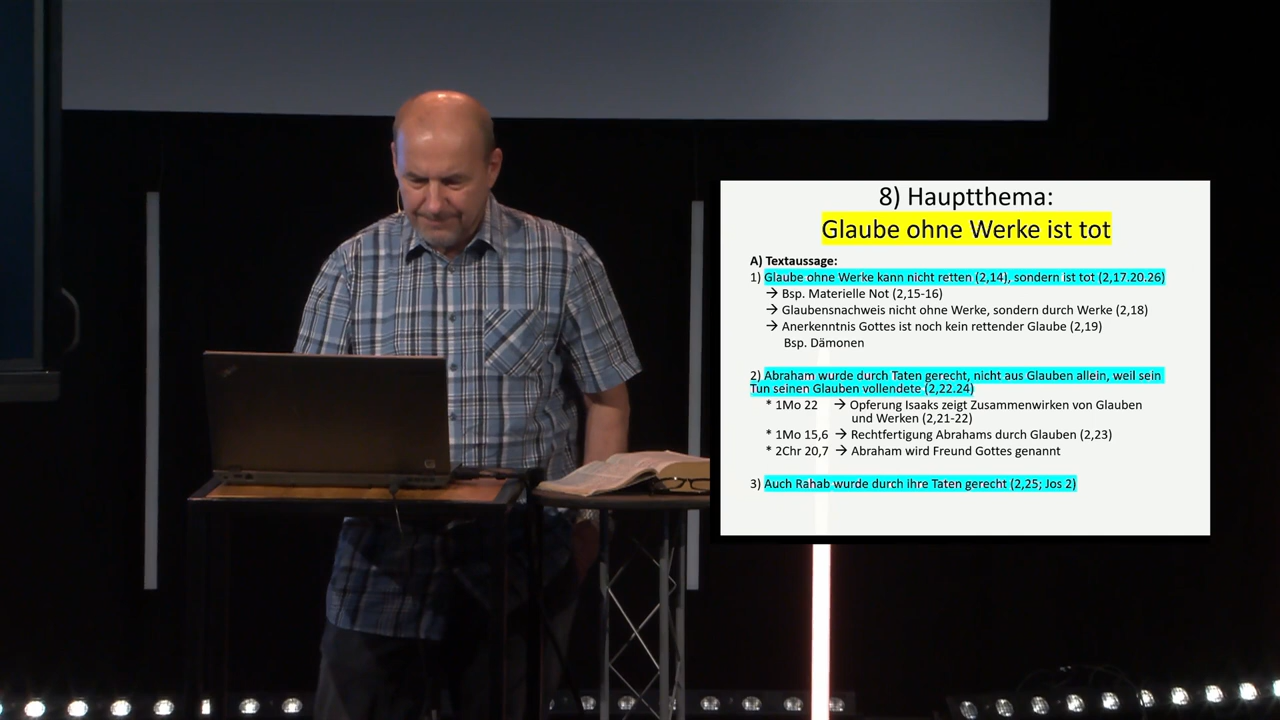 8) Hauptthema:
Glaube ohne Werke ist tot
A) Textaussage:
1) Glaube ohne Werke kann nicht retten (2,14), sondern ist tot (2,17.20.26)
→ Bsp. Materielle Not (2,15-16)
→ Glaubensnachweis nicht ohne Werke, sondern durch Werke (2,18)
→ Anerkenntnis Gottes ist noch kein rettender Glaube (2,19)
Bsp. Dämonen
2) Abraham wurde durch Taten gerecht, nicht aus Glauben allein, weil sein
Tun seinen Glauben vollendete (2,22.24)
* 1Mo 22 → Opferung Isaaks zeigt Zusammenwirken von Glauben
und Werken (2,21-22)
* 1Mo 15,6 → Rechtfertigung Abrahams durch Glauben (2,23)
* 2Chr 20,7 → Abraham wird Freund Gottes genannt
3) Auch Rahab wurde durch ihre Taten gerecht (2,25; Jos 2)